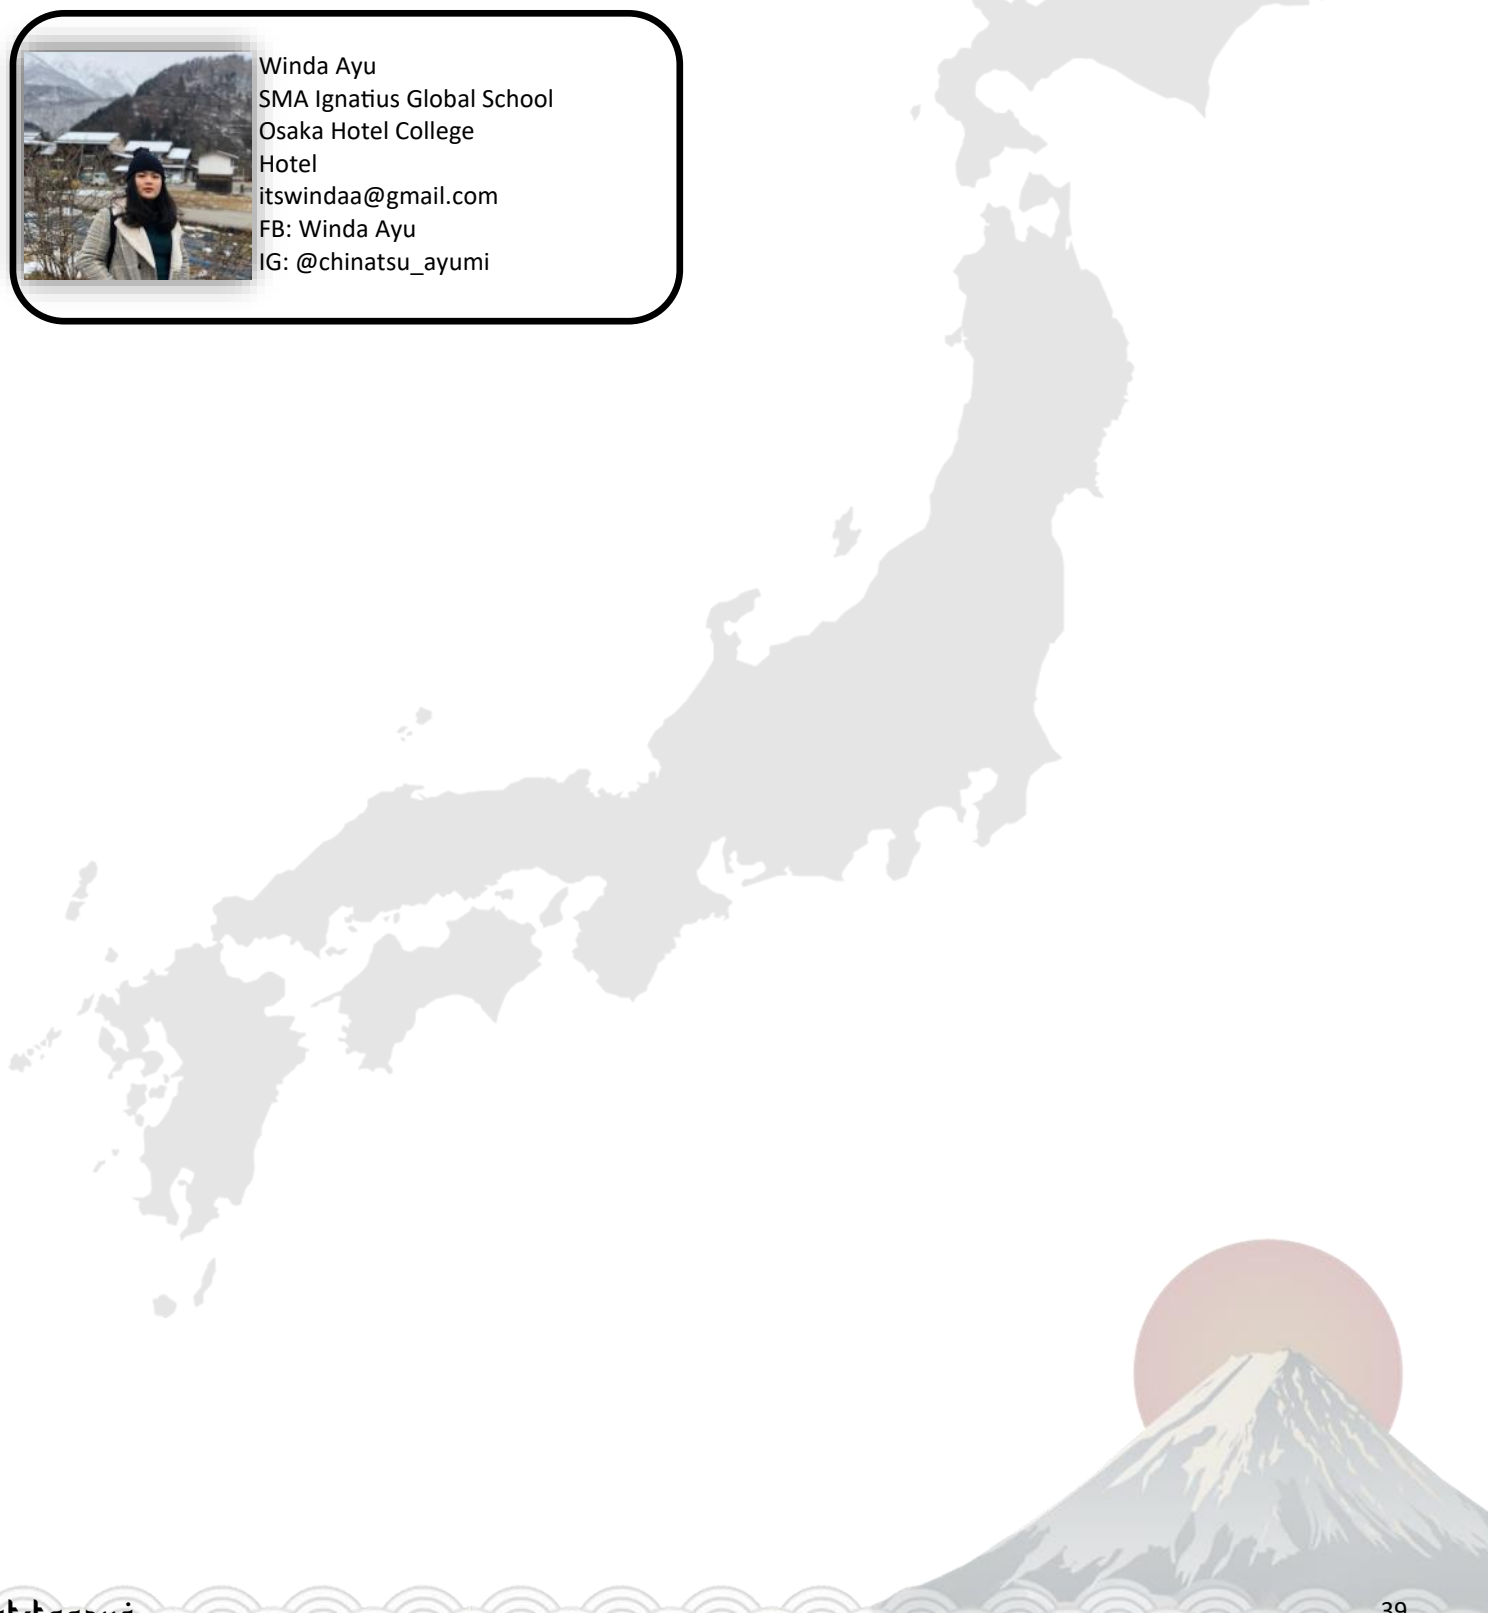 Winda Ayu
SMA Ignatius Global School
Osaka Hotel College
Hotel
itswindaa@gmail.com
FB: Winda Ayu
IG: @chinatsu_ayumi
39